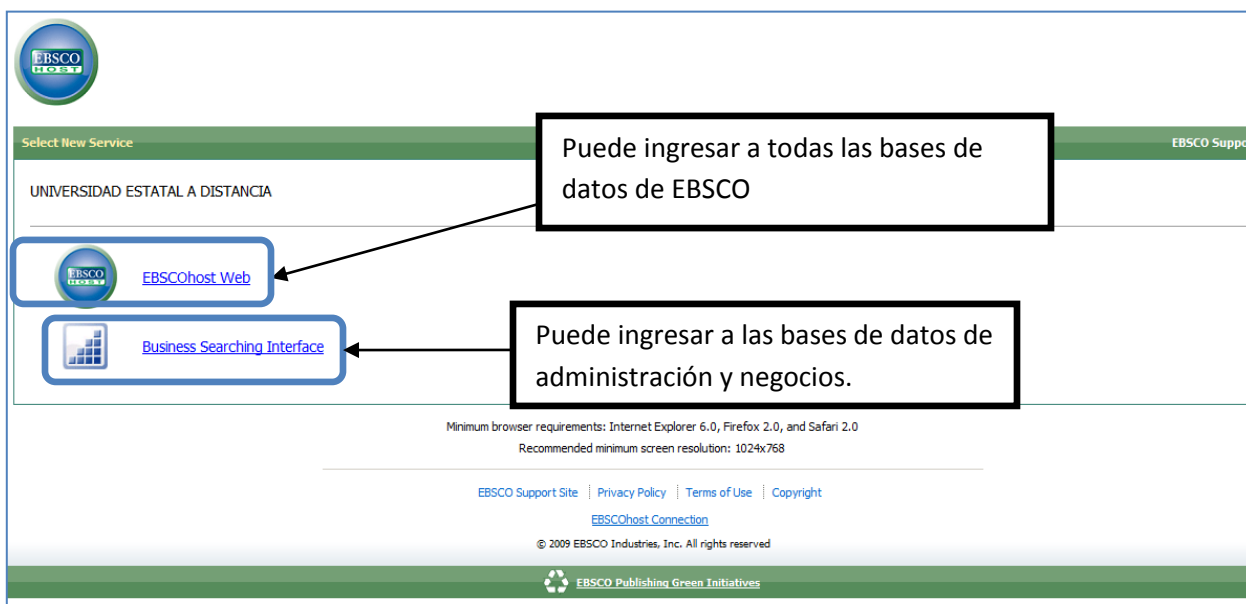 EBSCO
HOST
Select New Service
EBSCO Suppo
UNIVERSIDAD ESTATAL A DISTANCIA
Puede ingresar a todas las bases de
datos de EBSCO
EBSCO
HOST
EBSCOhost Web
Business Searching Interface
Puede ingresar a las bases de datos de
administración y negocios.
Minimum browser requirements: Internet Explorer 6.0, Firefox 2.0, and Safari 2.0
Recommended minimum screen resolution: 1024x768
EBSCO Support Site Privacy Policy Terms of Use Copyright
EBSCOhost Connection
© 2009 EBSCO Industries, Inc. All rights reserved
EBSCO Publishing Green Initiatives